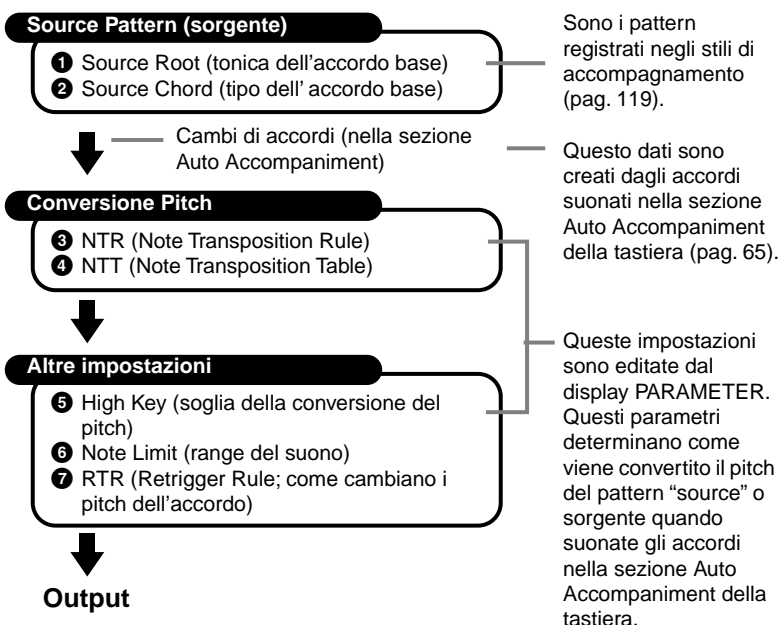 Source Pattern (sorgente)
❶ Source Root (tonica dell'accordo base)
❷ Source Chord (tipo dell' accordo base)
Sono i pattern
registrati negli stili di
accompagnamento
(pag. 119).
Cambi di accordi (nella sezione
Auto Accompaniment)
Questo dati sono
creati dagli accordi
suonati nella sezione
Auto Accompaniment
della tastiera (pag. 65).
Conversione Pitch
❸ NTR (Note Transposition Rule)
❹ NTT (Note Transposition Table)
Altre impostazioni
❺ High Key (soglia della conversione del
pitch)
❻ Note Limit (range del suono)
❼ RTR (Retrigger Rule; come cambiano i
pitch dell'accordo)
Queste impostazioni
sono editate dal
display PARAMETER.
Questi parametri
determinano come
viene convertito il pitch
del pattern “source” o
sorgente quando
suonate gli accordi
nella sezione Auto
Accompaniment della
tastiera.
Output